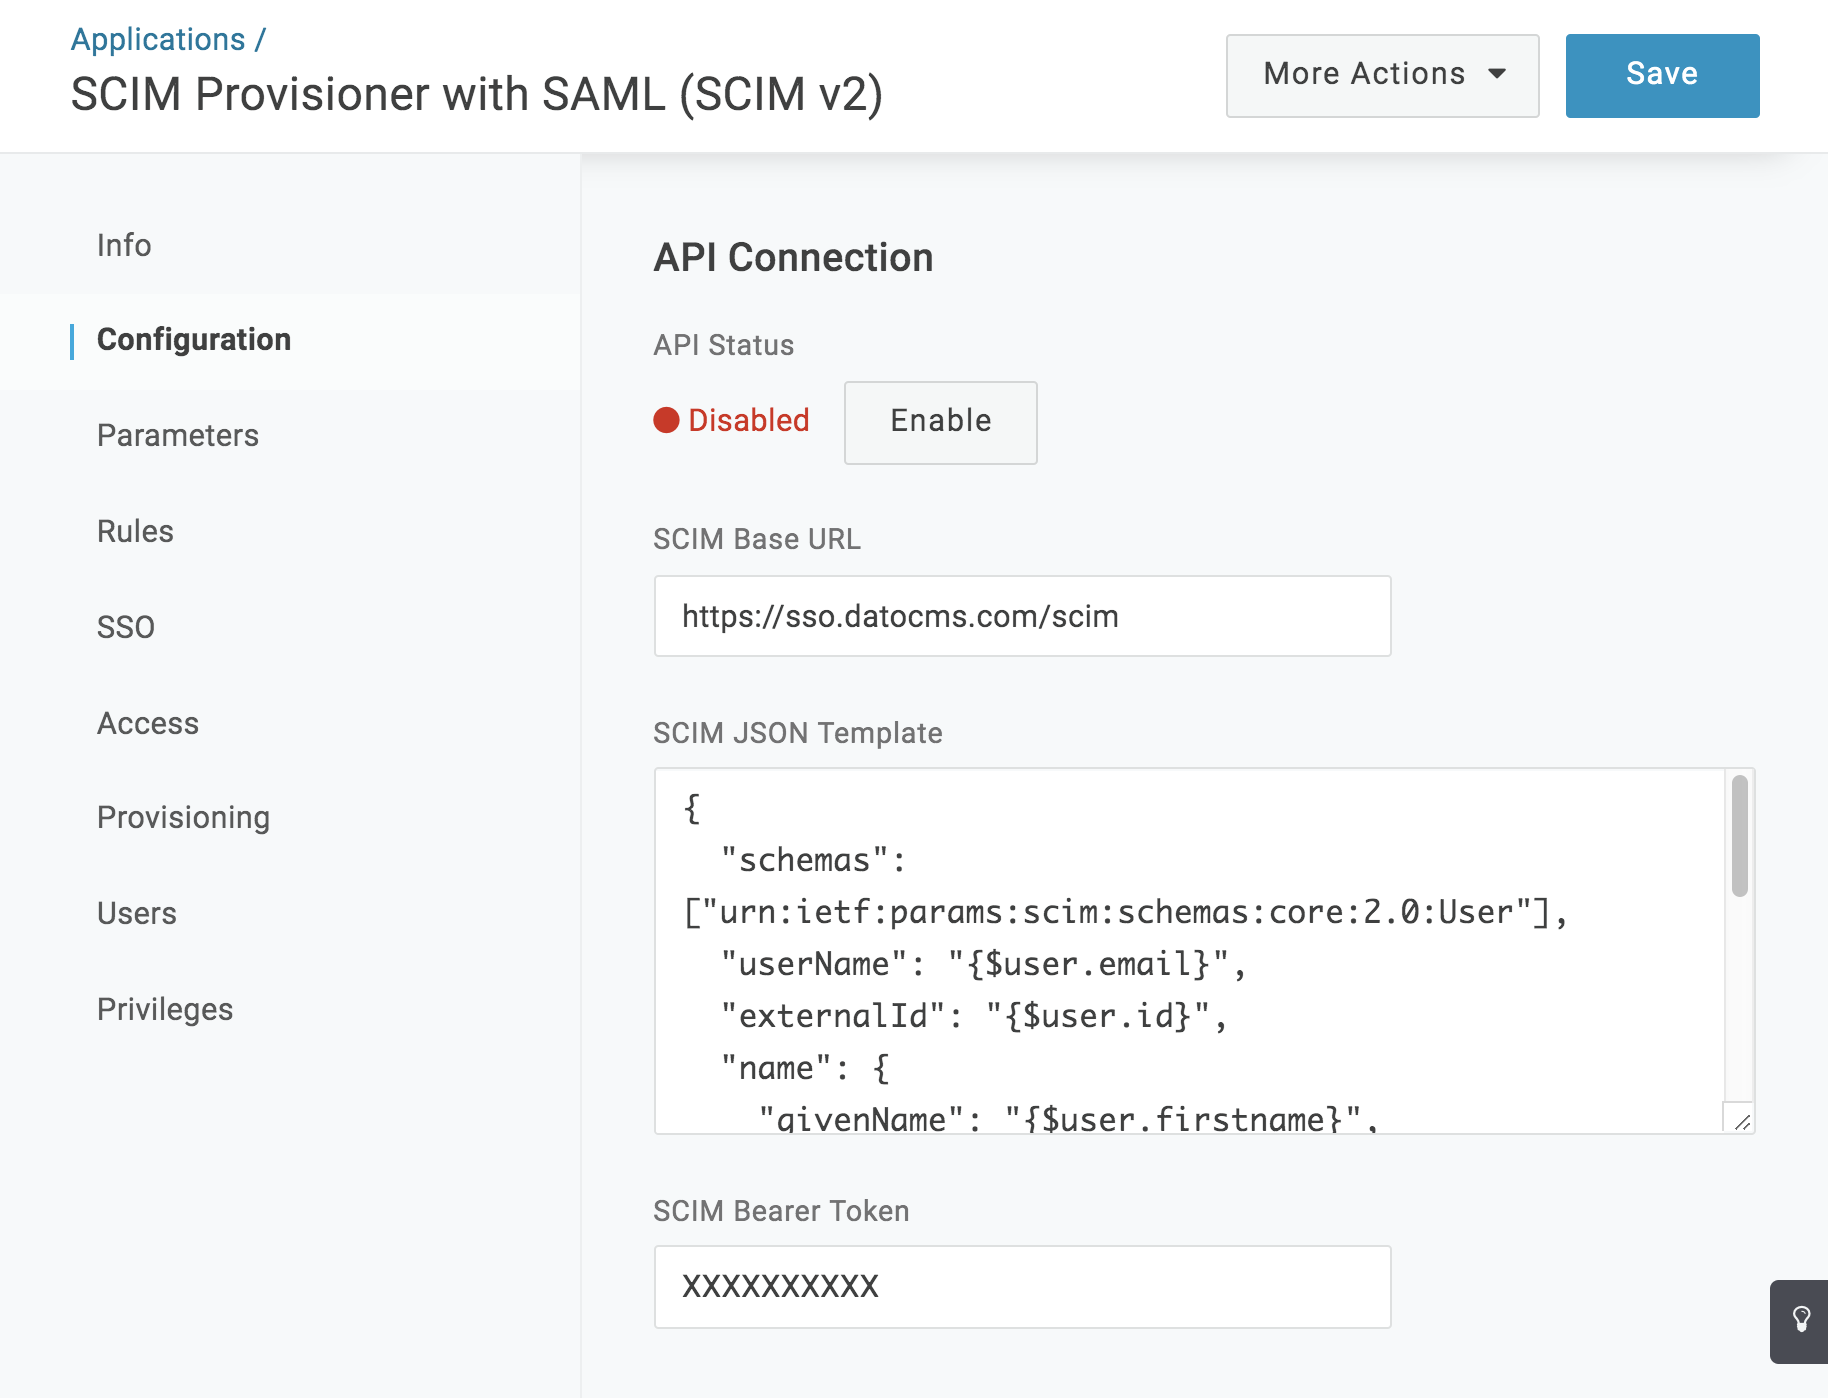 Applications /
SCIM Provisioner with SAML (SCIM v2)
More Actions
Save
Info
Configuration
Parameters
Rules
SSO
Access
Provisioning
Users
Privileges
API Connection
API Status
Disabled
Enable
SCIM Base URL
https://sso.datocms.com/scim
SCIM JSON Template
{
"schemas":
["urn:ietf:params:scim:schemas:core:2.0:User"],
"userName": "{$user.email}",
"externalId": "{$user.id}",
"name": {
"givenName": "{$user.firstname}",
SCIM Bearer Token
XXXXXXXXXX